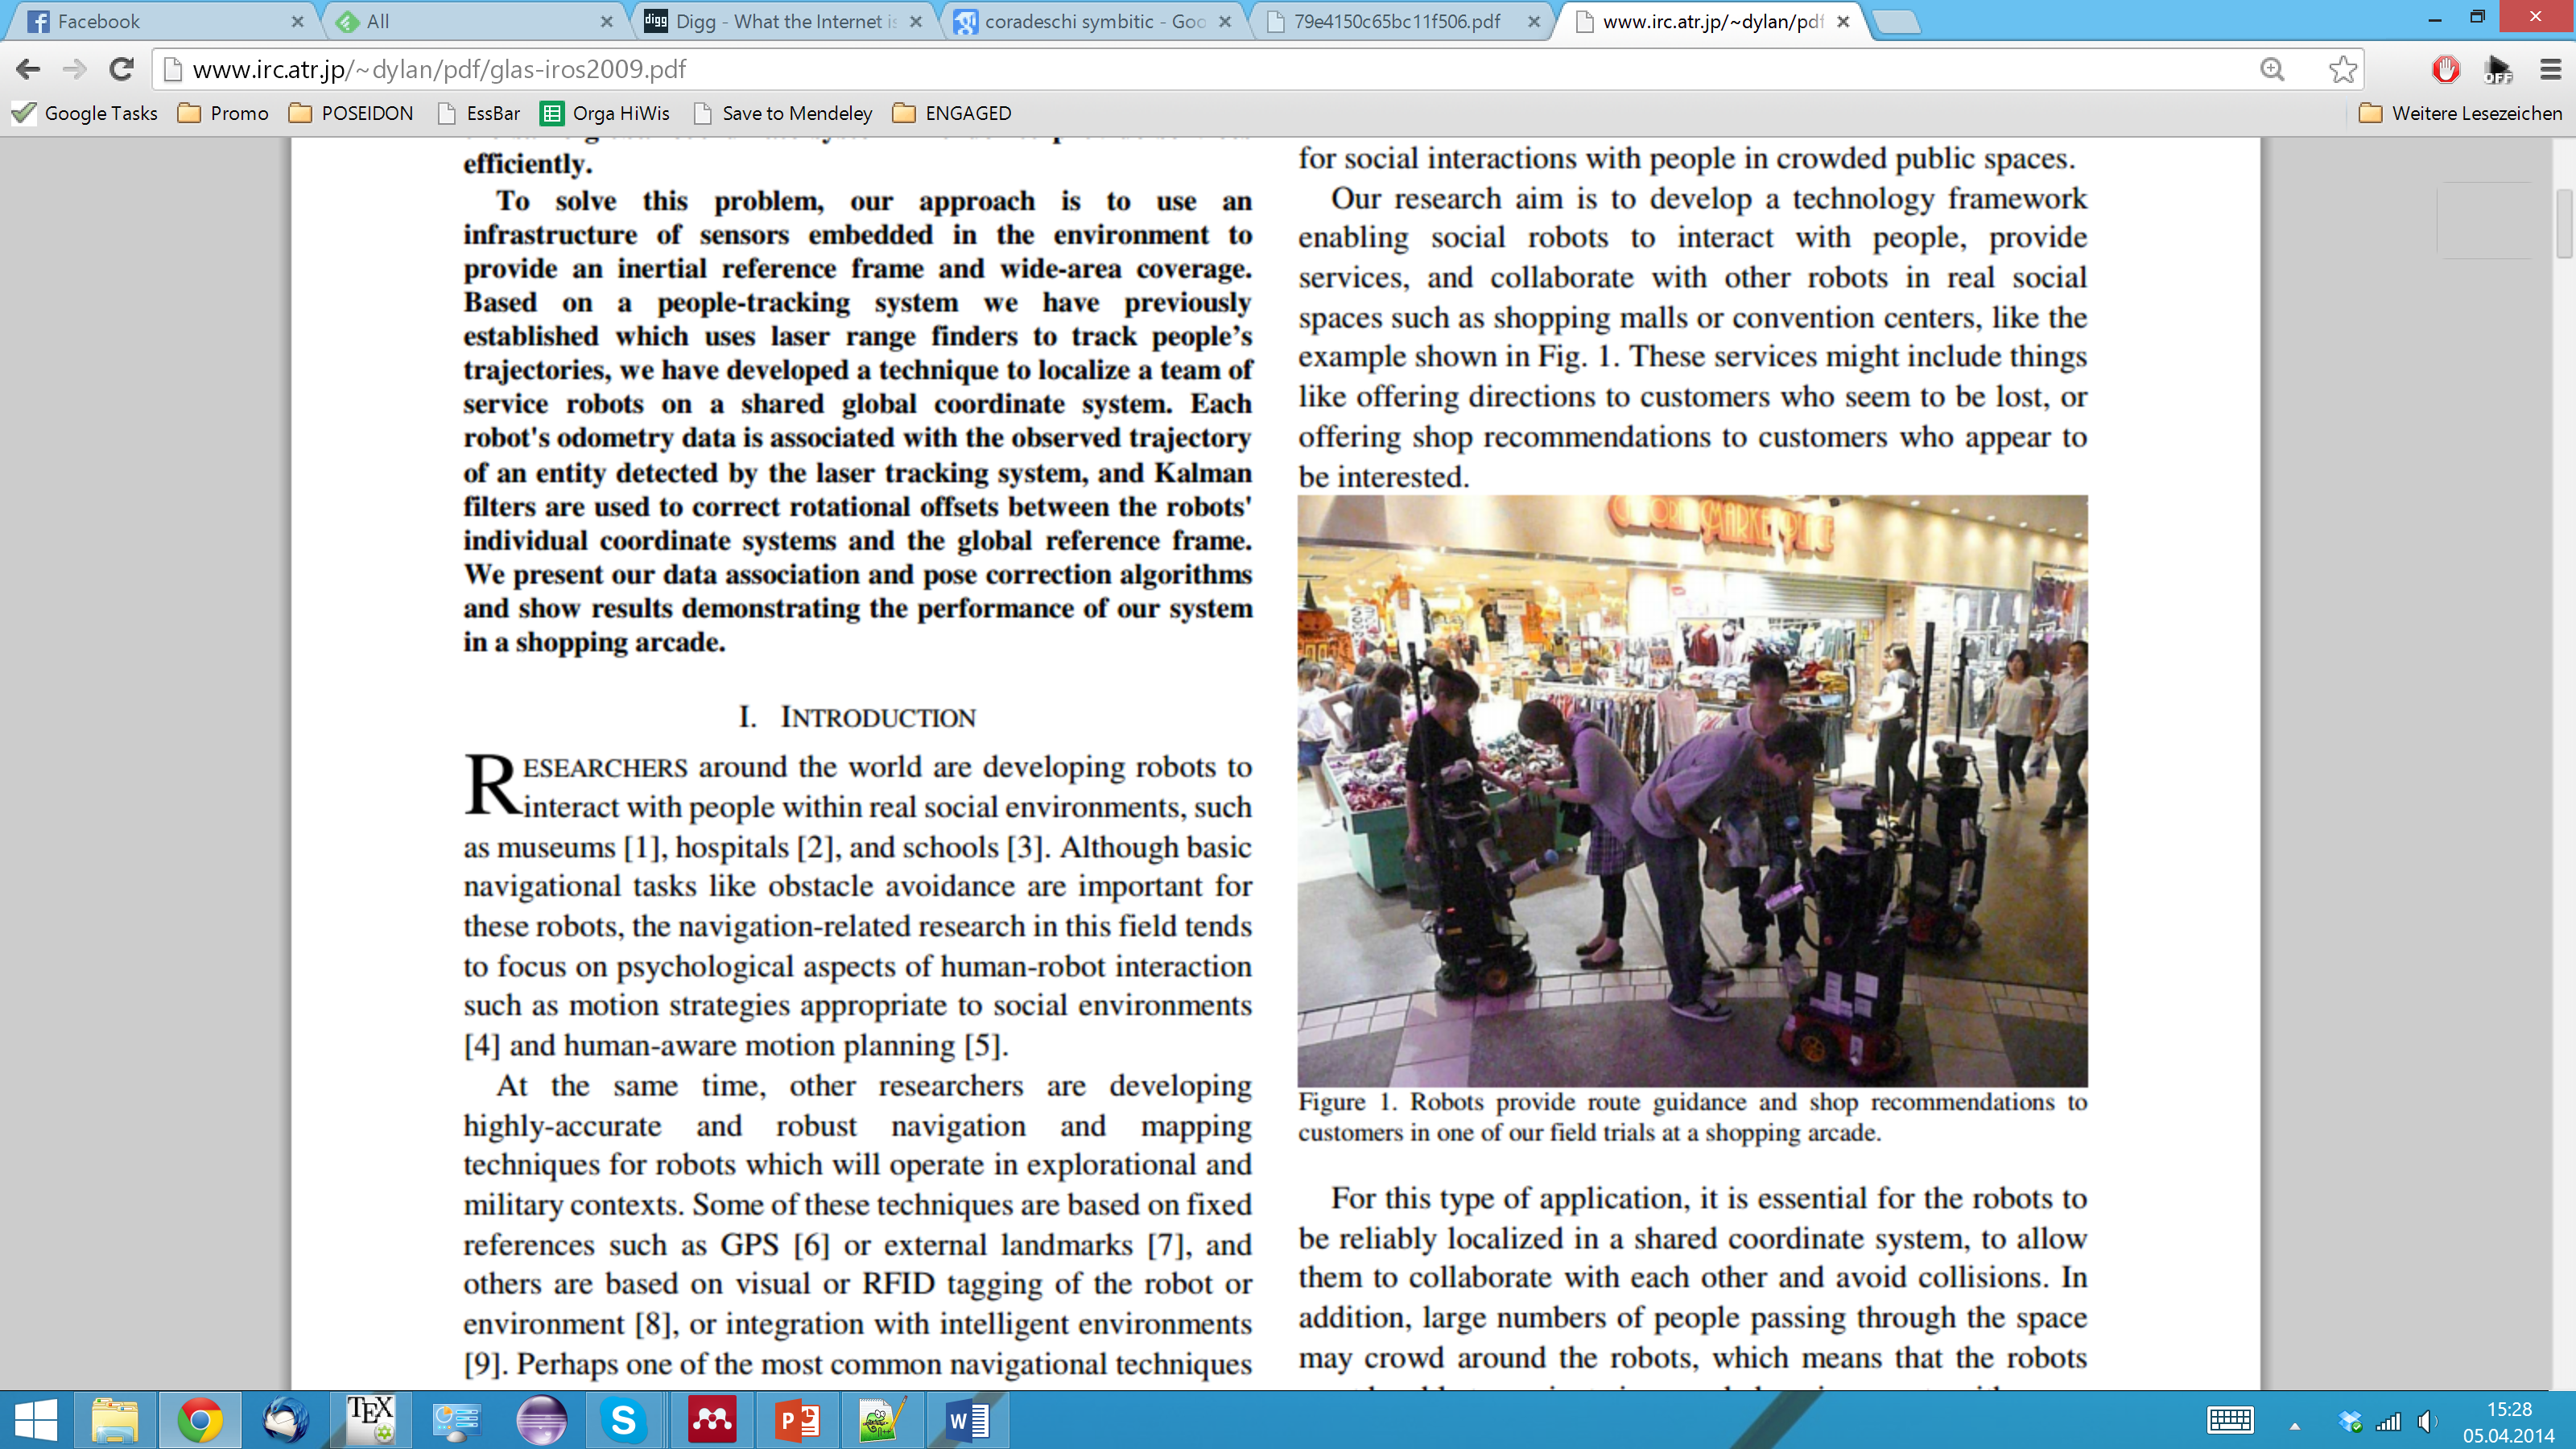 Facebook
All
Digg - What the Internet is
coradeschi symbitic - Goo
79e4150c65bc11f506.pdf
www.irc.atr.jp/~dylan/pdf
www.irc.atr.jp/~dylan/pdf/glas-iros2009.pdf
OFF
Google Tasks
Promo
POSEIDON
EssBar
Orga HiWis
Save to Mendeley
ENGAGED
Weitere Lesezeichen
efficiently.
To solve this problem, our approach is to use an
infrastructure of sensors embedded in the environment to
provide an inertial reference frame and wide-area coverage.
Based on a people-tracking system we have previously
established which uses laser range finders to track people's
trajectories, we have developed a technique to localize a team of
service robots on a shared global coordinate system. Each
robot's odometry data is associated with the observed trajectory
of an entity detected by the laser tracking system, and Kalman
filters are used to correct rotational offsets between the robots'
individual coordinate systems and the global reference frame.
We present our data association and pose correction algorithms
and show results demonstrating the performance of our system
in a shopping arcade.
I. INTRODUCTION
RESEARCHERS around the world are developing robots to
interact with people within real social environments, such
as museums [1], hospitals [2], and schools [3]. Although basic
navigational tasks like obstacle avoidance are important for
these robots, the navigation-related research in this field tends
to focus on psychological aspects of human-robot interaction
such as motion strategies appropriate to social environments
[4] and human-aware motion planning [5].
At the same time, other researchers are developing
highly-accurate and robust navigation and mapping
techniques for robots which will operate in explorational and
military contexts. Some of these techniques are based on fixed
references such as GPS [6] or external landmarks [7], and
others are based on visual or RFID tagging of the robot or
environment [8], or integration with intelligent environments
[9]. Perhaps one of the most common navigational techniques
for social interactions with people in crowded public spaces.
Our research aim is to develop a technology framework
enabling social robots to interact with people, provide
services, and collaborate with other robots in real social
spaces such as shopping malls or convention centers, like the
example shown in Fig. 1. These services might include things
like offering directions to customers who seem to be lost, or
offering shop recommendations to customers who appear to
be interested.
Figure 1. Robots provide route guidance and shop recommendations to
customers in one of our field trials at a shopping arcade.
For this type of application, it is essential for the robots to
be reliably localized in a shared coordinate system, to allow
them to collaborate with each other and avoid collisions. In
addition, large numbers of people passing through the space
may crowd around the robots, which means that the robots
15:28
05.04.2014